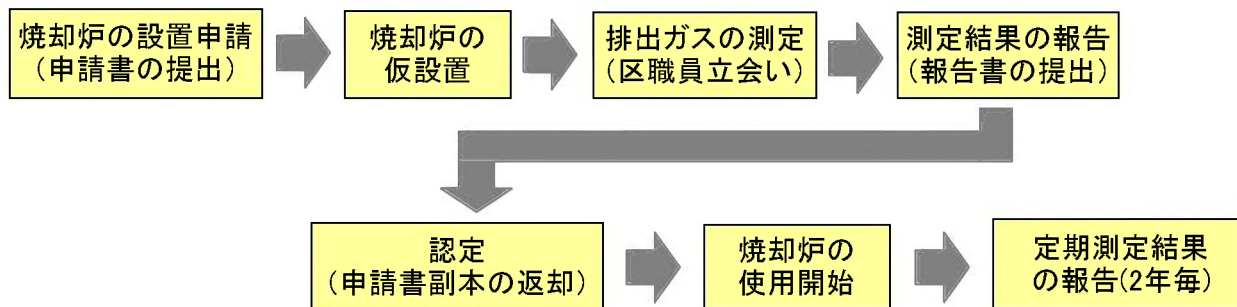 焼却炉の設置申請
（申請書の提出）
焼却炉の
仮設置
排出ガスの測定
（区職員立会い）
測定結果の報告
（報告書の提出）
認定
（申請書副本の返却）
焼却炉の
使用開始
定期測定結果
の報告(2年毎)